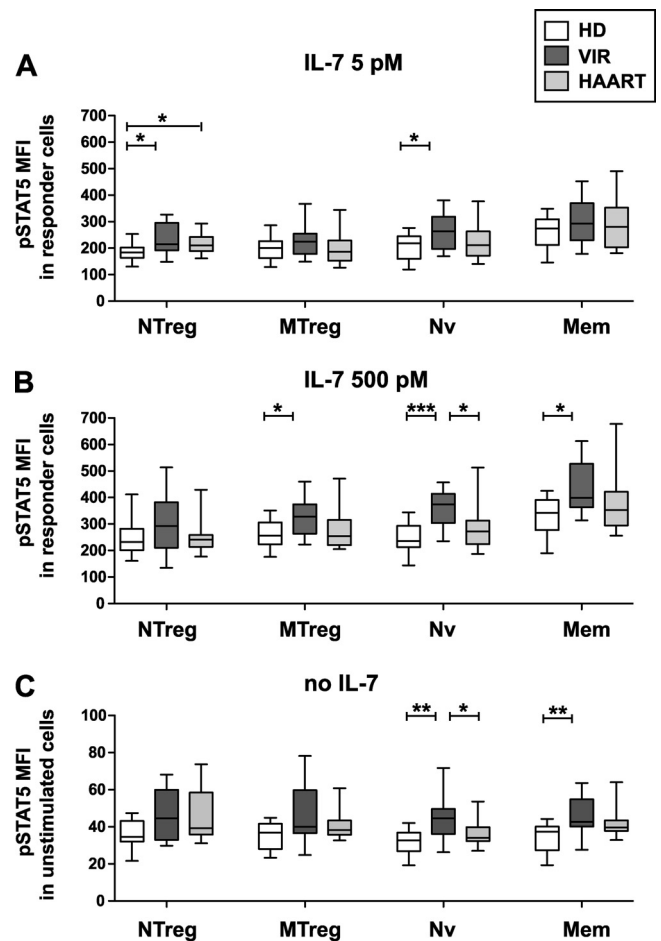 HD
VIR
HAART
A
IL-7 5 pM
pSTAT5 MFI
in responder cells
700
600
500
400
300
200
100
0
*
*
*
NTreg
MTreg
Nv
Mem
B
IL-7 500 pM
pSTAT5 MFI
in responder cells
700
600
500
400
300
200
100
0
*
***
*
*
NTreg
MTreg
Nv
Mem
C
no IL-7
pSTAT5 MFI
in unstimulated cells
100
80
60
40
20
0
**
*
**
NTreg
MTreg
Nv
Mem